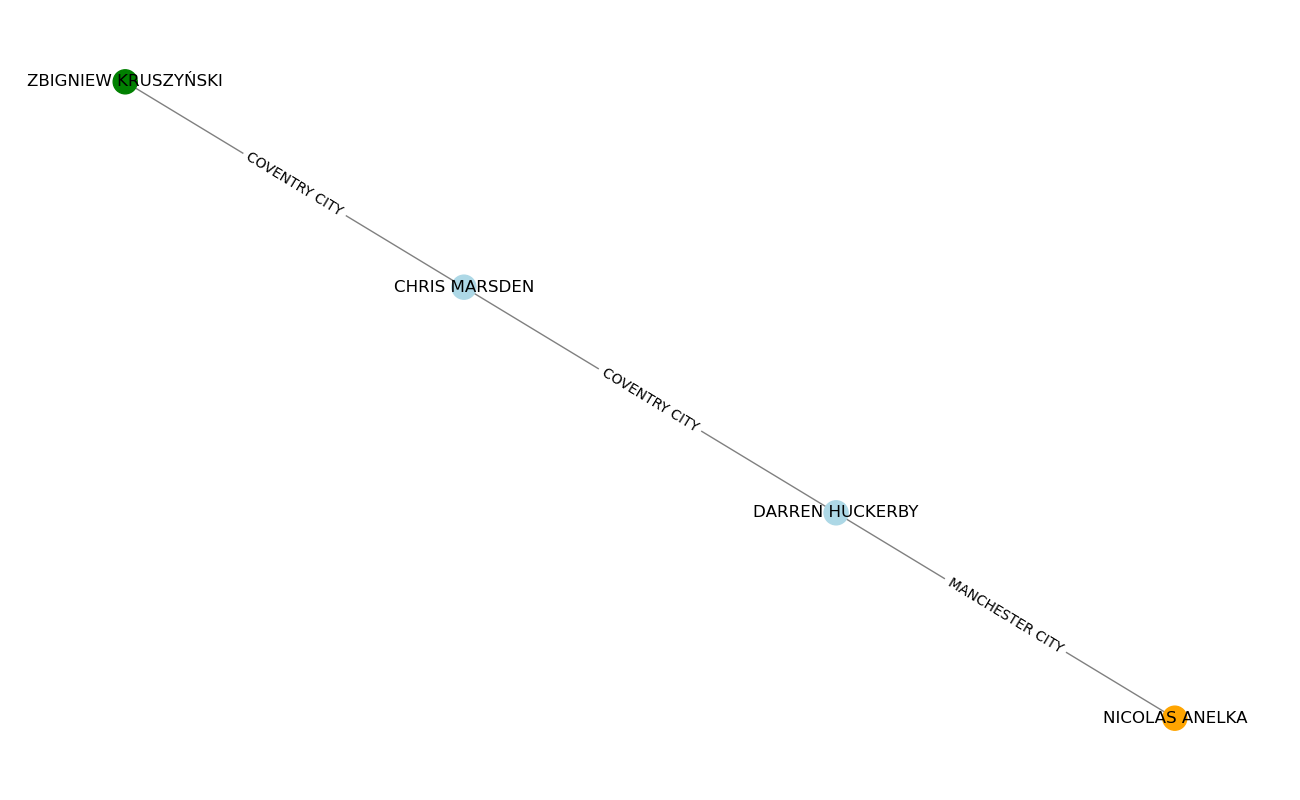 ZBIGNIEW KRUSZYŃSKI
COVENTRY CITY
CHRIS MARSDEN
COVENTRY CITY
DARREN HUCKERBY
MANCHESTER CITY
NICOLAS ANELKA